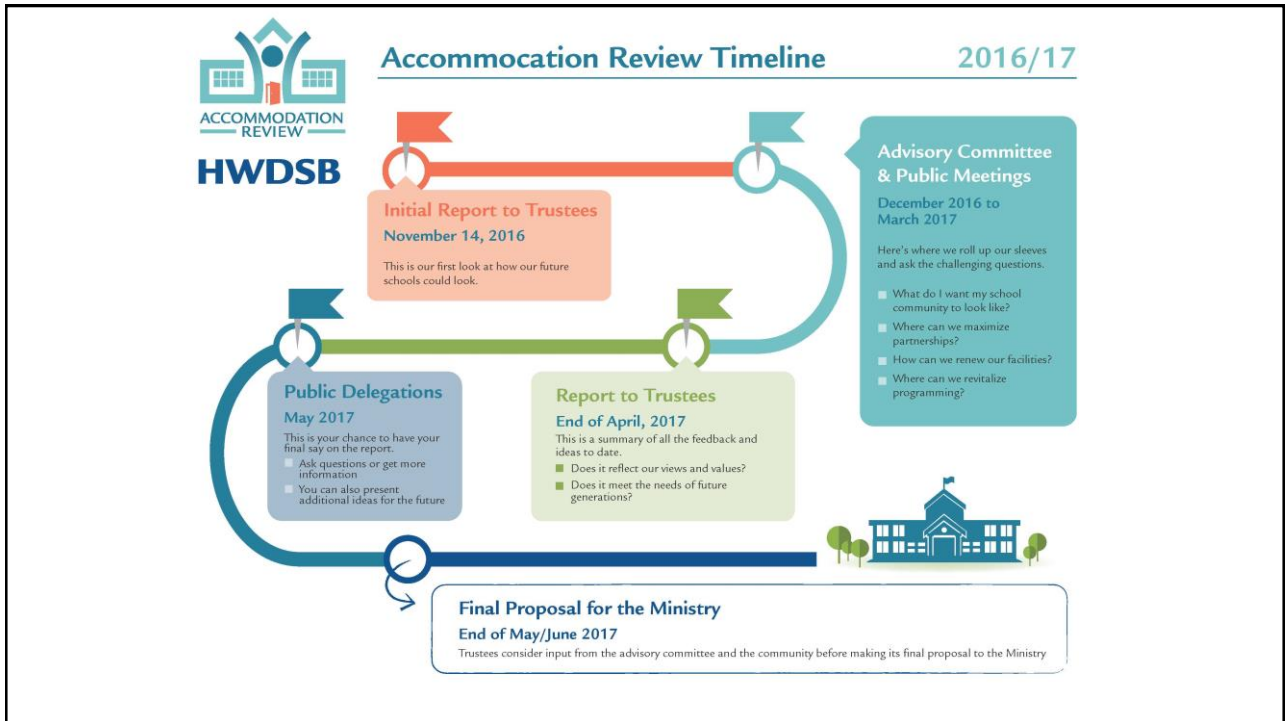 ACCOMMODATION
REVIEW
HWDSB
Accommocation Review Timeline
2016/17
Initial Report to Trustees
November 14, 2016
This is our first look at how our future
schools could look.
Advisory Committee
& Public Meetings
December 2016 to
March 2017
Here's where we roll up our sleeves
and ask the challenging questions.
What do I want my school
community to look like?
Where can we maximize
partnerships?
How can we renew our facilities?
Where can we revitalize
programming?
Report to Trustees
End of April, 2017
This is a summary of all the feedback and
ideas to date.
Does it reflect our views and values?
Does it meet the needs of future
generations?
Public Delegations
May 2017
This is your chance to have your
final say on the report.
Ask questions or get more
information
You can also present
additional ideas for the future
Final Proposal for the Ministry
End of May/June 2017
Trustees consider input from the advisory committee and the community before making its final proposal to the Ministry